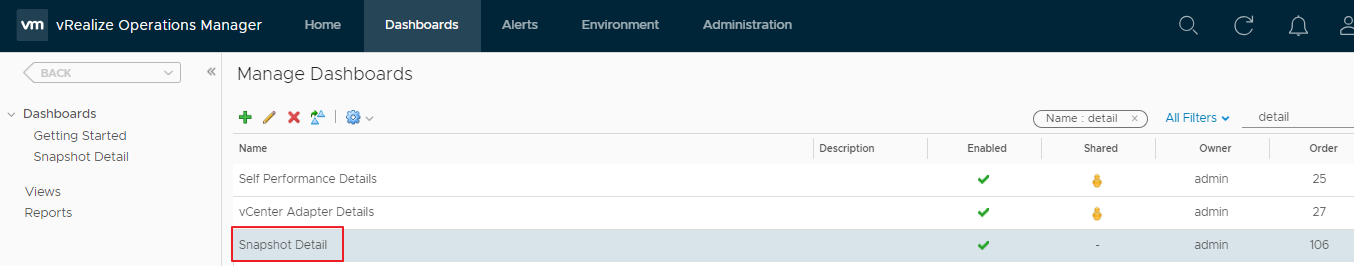 vm vRealize Operations Manager Home Dashboards Alerts Environment Administration
BACK
Manage Dashboards
Dashboards
Getting Started
Snapshot Detail
Views
Reports
Name : detail × All Filters detail
Name Description Enabled Shared Owner Order
Self Performance Details admin 25
vCenter Adapter Details admin 27
Snapshot Detail - admin 106